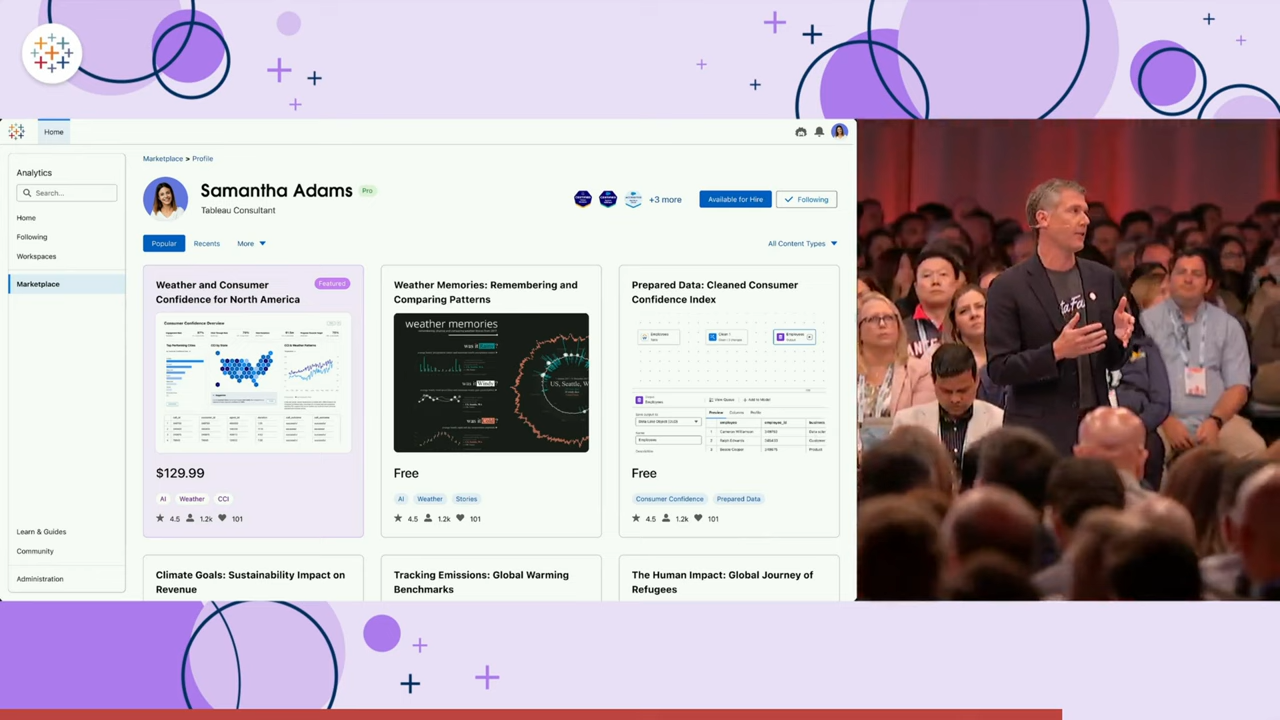 Home
Marketplace > Profile
Analytics
Search...
Home
Following
Workspaces
Marketplace
Learn & Guides
Community
Administration
Samantha Adams Pro
Tableau Consultant
+3 more
Available for Hire
Following
Popular
Recents
More
All Content Types
Weather and Consumer
Confidence for North America
Featured
Consumer Confidence Overview
$129.99
AI Weather CCI
4.5 1.2k 101
Weather Memories: Remembering and
Comparing Patterns
weather memories
US, Seattle, W
Free
AI Weather Stories
4.5 1.2k 101
Prepared Data: Cleaned Consumer
Confidence Index
Free
Consumer Confidence Prepared Data
4.5 1.2k 101
Climate Goals: Sustainability Impact on
Revenue
Tracking Emissions: Global Warming
Benchmarks
The Human Impact: Global Journey of
Refugees